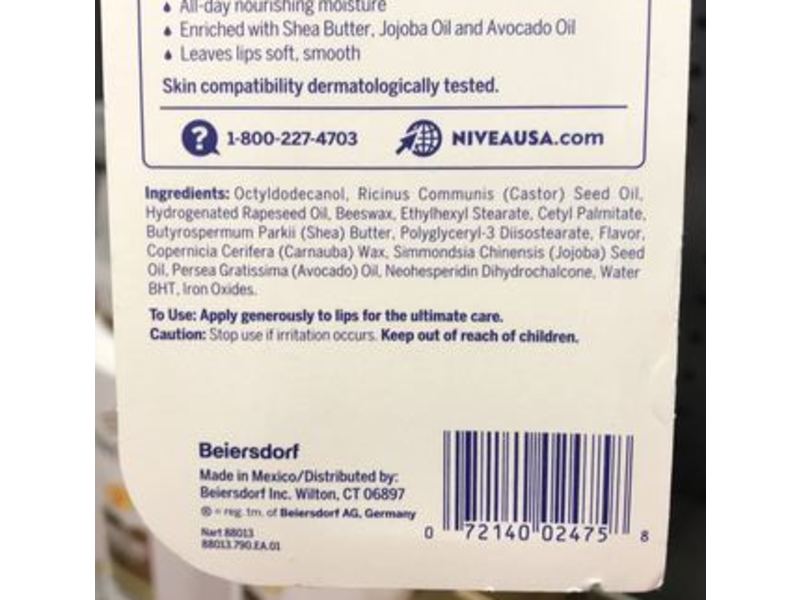 All-day nourishing moisture
Enriched with Shea Butter, Jojoba Oil and Avocado Oil
Leaves lips soft, smooth
Skin compatibility dermatologically tested.
? 1-800-227-4703 NIVEAUSA.com
Ingredients: Octyldodecanol, Ricinus Communis (Castor) Seed Oil,
Hydrogenated Rapeseed Oil, Beeswax, Ethylhexyl Stearate, Cetyl Palmitate,
Butyrospermum Parkii (Shea) Butter, Polyglyceryl-3 Diisostearate, Flavor,
Copernicia Cerifera (Carnauba) Wax, Simmondsia Chinensis (Jojoba) Seed
Oil, Persea Gratissima (Avocado) Oil, Neohesperidin Dihydrochalcone, Water
BHT, Iron Oxides.
To Use: Apply generously to lips for the ultimate care.
Caution: Stop use if irritation occurs. Keep out of reach of children.
Beiersdorf
Made in Mexico/Distributed by:
Beiersdorf Inc. Wilton, CT 06897
® = reg. tm. of Beiersdorf AG, Germany
Nart 88013
88013.790.EA.01
0 72140 02475 8